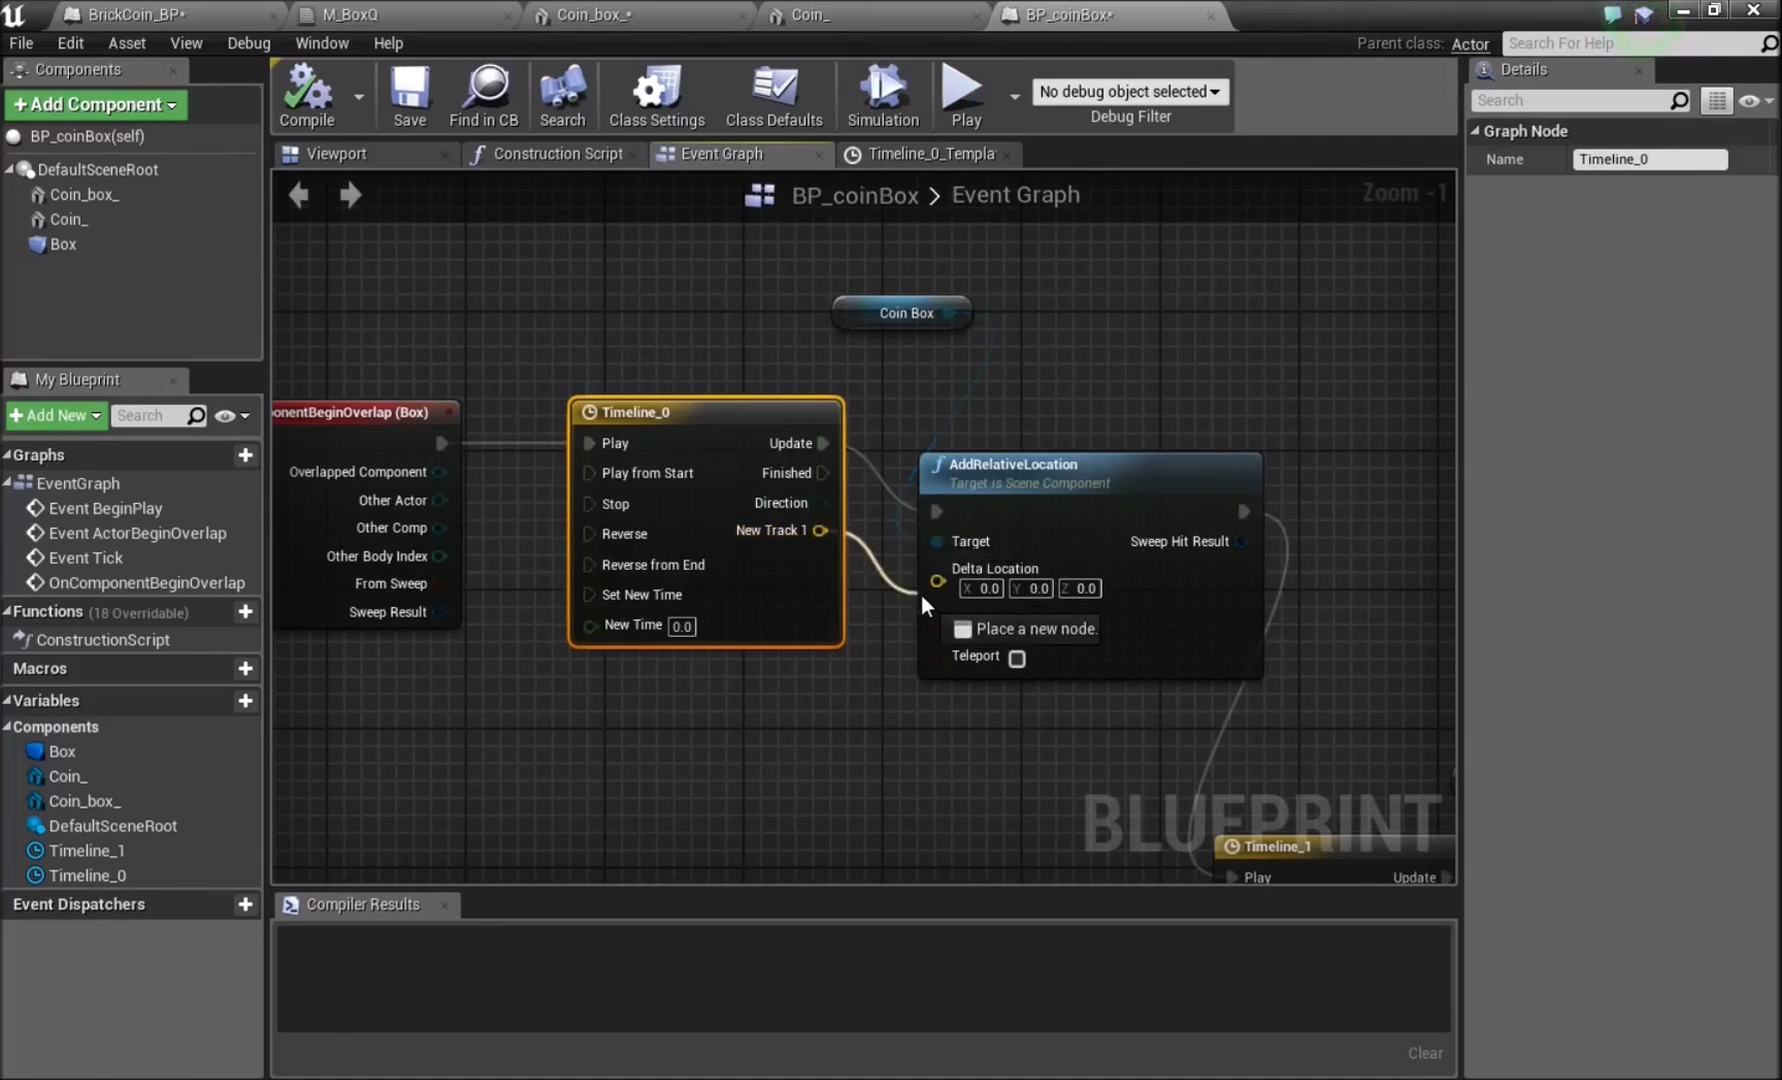 BrickCoin_BP*
M_BoxQ
Coin_box_*
Coin_
BP_coinBox*
File Edit Asset View Debug Window Help
Parent class: Actor
Search For Help
Components
+Add Component
BP_coinBox(self)
DefaultSceneRoot
Coin_box_
Coin_
Box
Compile
Save
Find in CB
Search
Class Settings
Class Defaults
Simulation
Play
No debug object selected
Debug Filter
Viewport
Construction Script
Event Graph
Timeline_0_Templa
BP_coinBox > Event Graph
Zoom -1
Coin Box
onentBeginOverlap (Box)
Overlapped Component
Other Actor
Other Comp
Other Body Index
From Sweep
Sweep Result
Timeline_0
Play Update
Play from Start Finished
Stop Direction
Reverse New Track 1
Reverse from End
Set New Time
New Time 0.0
AddRelativeLocation
Target is Scene Component
Target Sweep Hit Result
Delta Location
X 0.0 Y 0.0 Z 0.0
Place a new node.
Teleport
BLUEPRINT
Timeline_1
Play Update
My Blueprint
+Add New
Search
Graphs
EventGraph
Event BeginPlay
Event ActorBeginOverlap
Event Tick
OnComponentBeginOverlap
Functions (18 Overridable)
ConstructionScript
Macros
Variables
Components
Box
Coin_
Coin_box_
DefaultSceneRoot
Timeline_1
Timeline_0
Event Dispatchers
Compiler Results
Clear
Details
Search
Graph Node
Name Timeline_0